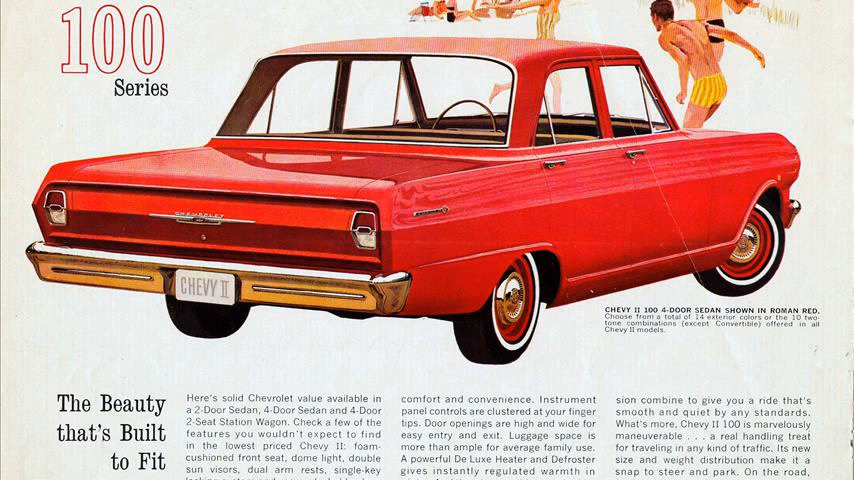 100
Series
CHEVROLET
CHEVY II
CHEVY II 100 4-DOOR SEDAN SHOWN IN ROMAN RED.
Choose from a total of 14 exterior colors or the 10 two-
tone combinations (except Convertible) offered in all
Chevy II models.
The Beauty
that's Built
to Fit
Here's solid Chevrolet value available in
a 2-Door Sedan, 4-Door Sedan and 4-Door
2-Seat Station Wagon. Check a few of the
features you wouldn't expect to find
in the lowest priced Chevy II: foam-
cushioned front seat, dome light, double
sun visors, dual arm rests, single-key
comfort and convenience. Instrument
panel controls are clustered at your finger
tips. Door openings are high and wide for
easy entry and exit. Luggage space is
more than ample for average family use.
A powerful De Luxe Heater and Defroster
gives instantly regulated warmth in
sion combine to give you a ride that's
smooth and quiet by any standards.
What's more, Chevy II 100 is marvelously
maneuverable . . . a real handling treat
for traveling in any kind of traffic. Its new
size and weight distribution make it a
snap to steer and park. On the road,